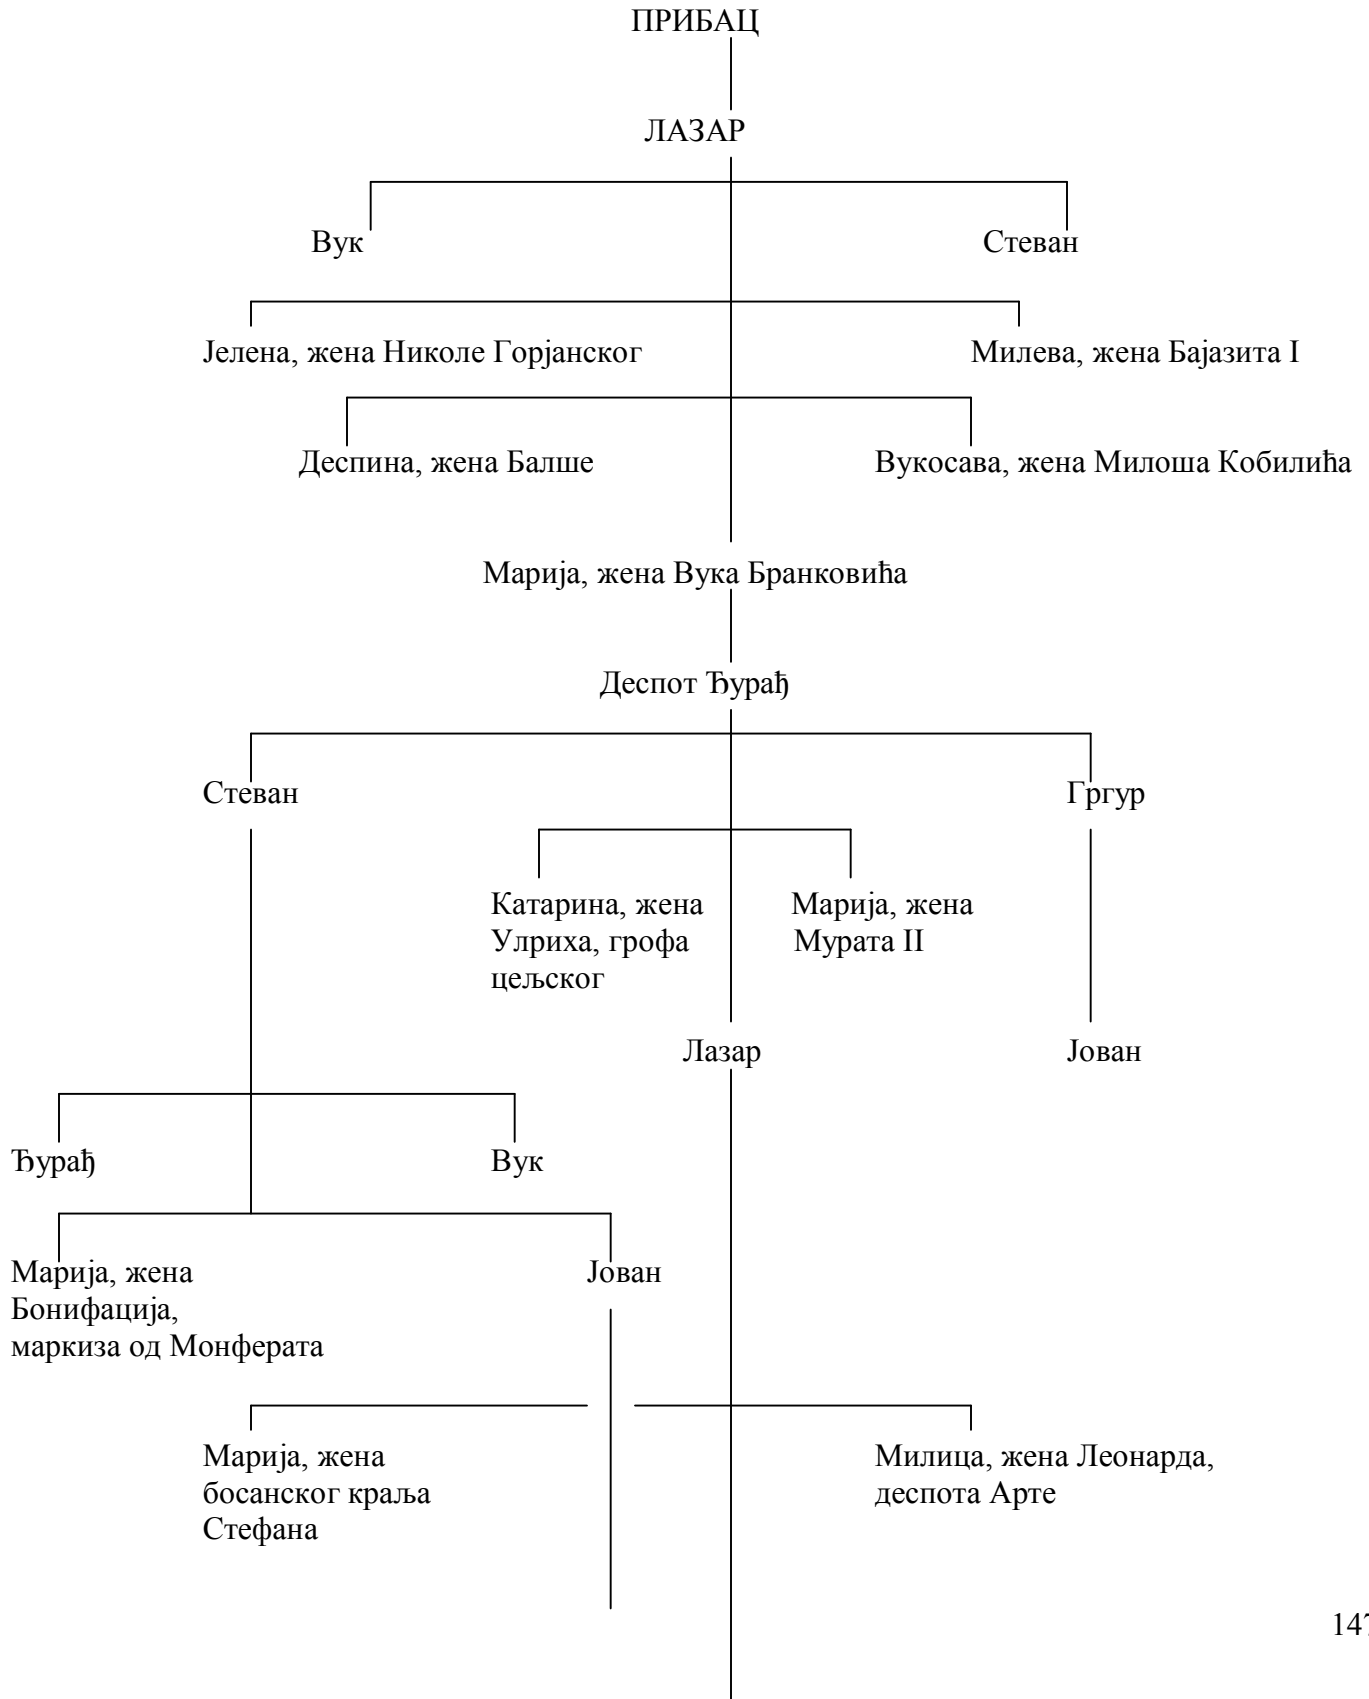 ПРИБАЦ
ЛАЗАР
Вук
Стеван
Јелена, жена Николе Горјанског
Милева, жена Бајазита I
Деспина, жена Балше
Вукосава, жена Милоша Кобилића
Марија, жена Вука Бранковића
Деспот Ђурађ
Стеван
Гргур
Катарина, жена
Улриха, грофа
цељског
Марија, жена
Мурата II
Лазар
Јован
Ђурађ
Вук
Марија, жена
Бонифација,
маркиза од Монферата
Јован
Марија, жена
босанског краља
Стефана
Милица, жена Леонарда,
деспота Арте
147